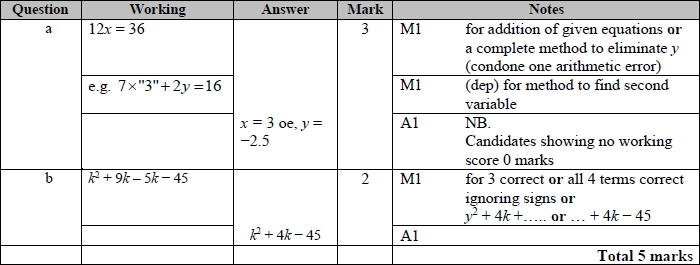 Question Working Answer Mark Notes
a 12x = 36 3 M1 for addition of given equations or
a complete method to eliminate y
(condone one arithmetic error)
e.g. 7×"3"+2y=16 M1 (dep) for method to find second
variable
x = 3 oe, y = A1 NB.
−2.5 Candidates showing no working
score 0 marks
b k² + 9k – 5k – 45 2 M1 for 3 correct or all 4 terms correct
ignoring signs or
y² + 4k +..... or ... + 4k – 45
k² + 4k – 45 A1
Total 5 marks